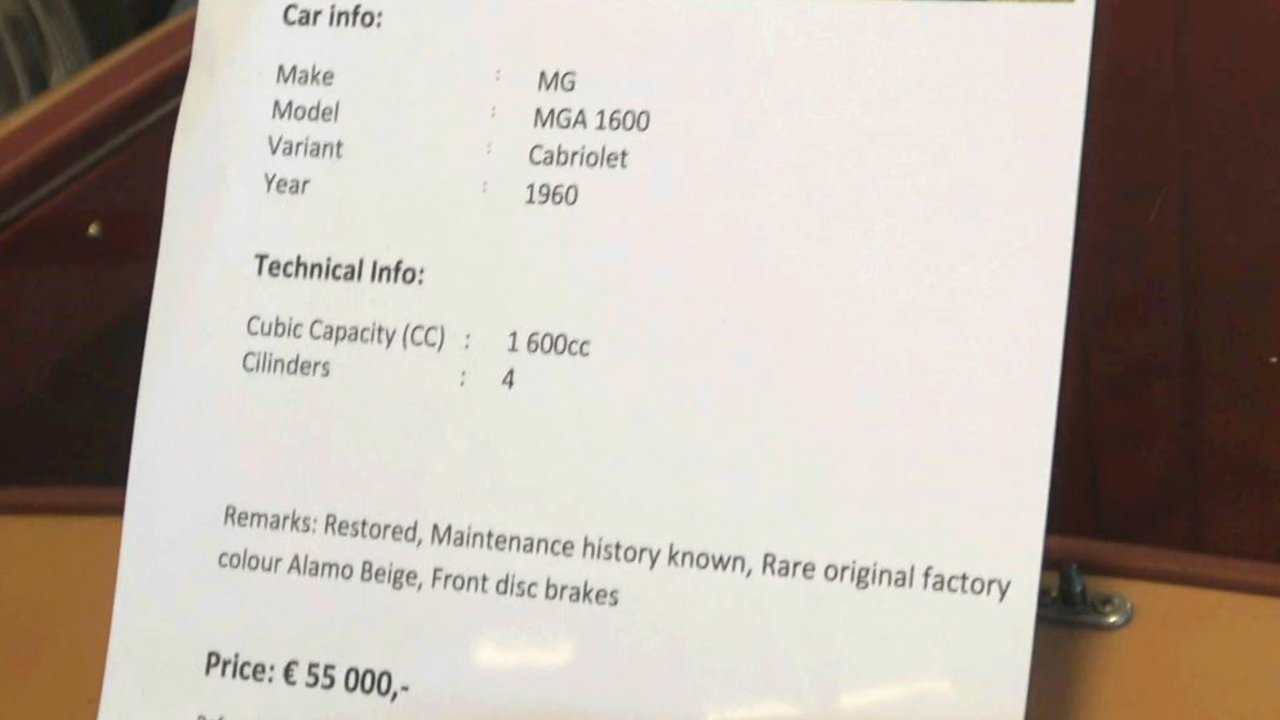 Car info:
Make : MG
Model : MGA 1600
Variant : Cabriolet
Year : 1960
Technical Info:
Cubic Capacity (CC) : 1 600cc
Cilinders : 4
Remarks: Restored, Maintenance history known, Rare original factory
colour Alamo Beige, Front disc brakes
Price: € 55 000,-